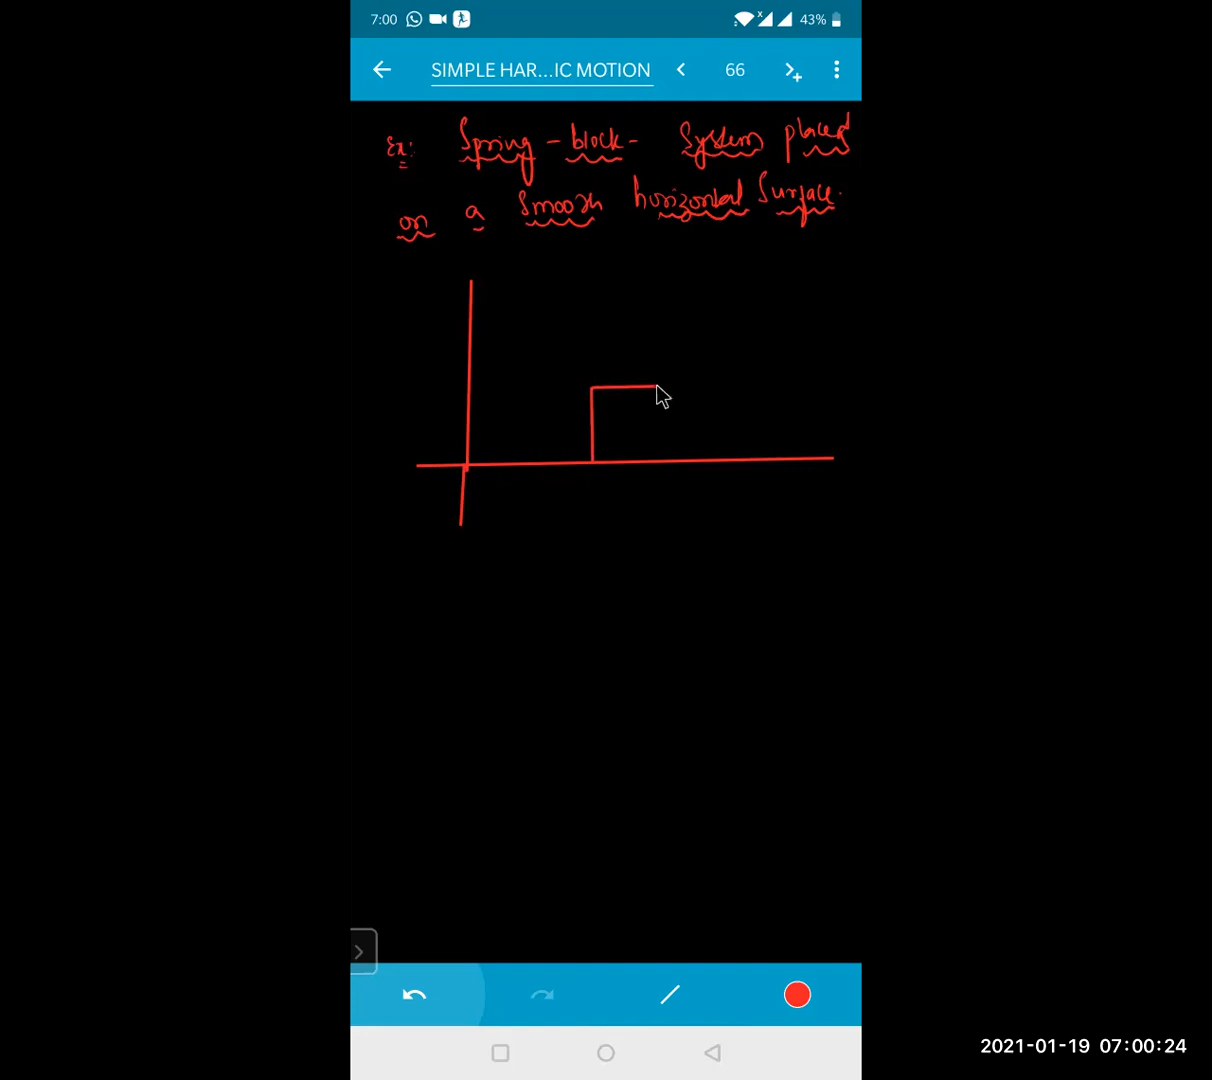 7:00 43%
SIMPLE HAR...IC MOTION 66
Ex: Spring - block - System placed
on a Smooth horizontal Surface.
2021-01-19 07:00:24